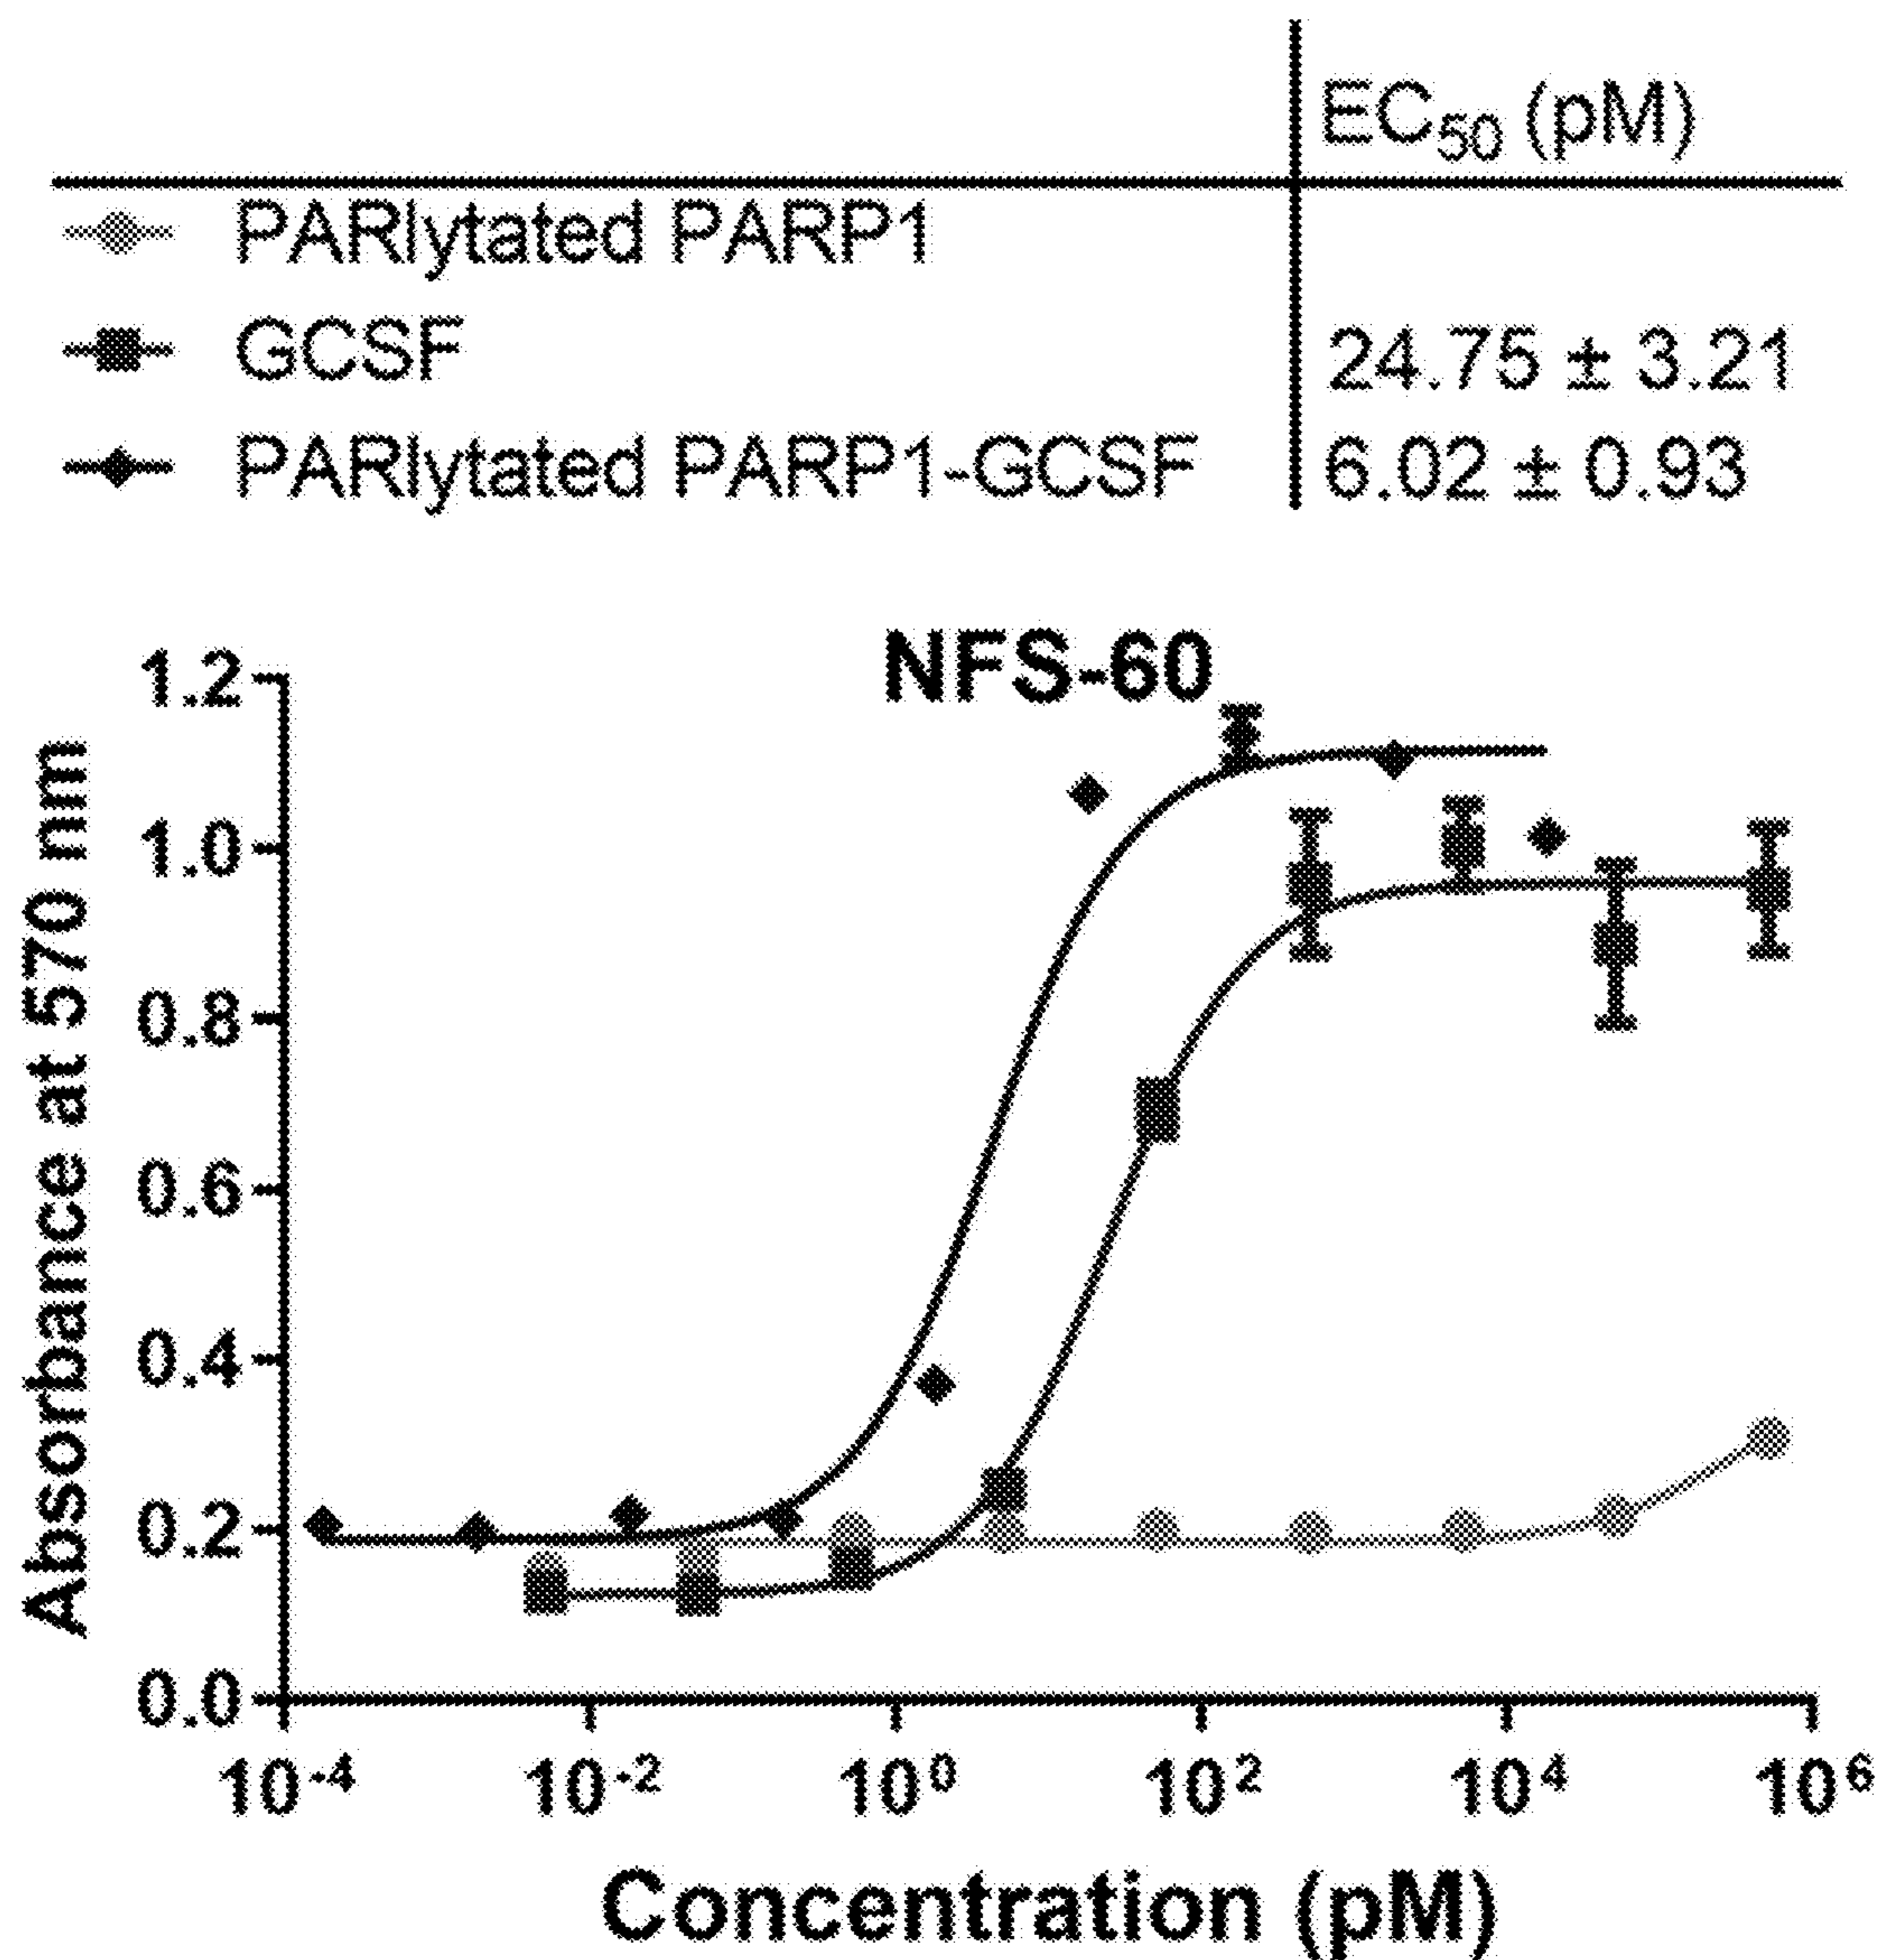 EC50 (pM)
PARlytated PARP1
GCSF 24.75 ± 3.21
PARlytated PARP1-GCSF 6.02 ± 0.93
NFS-60
Absorbance at 570 nm
1.2
1.0
0.8
0.6
0.4
0.2
0.0
10-4 10-2 100 102 104 106
Concentration (pM)